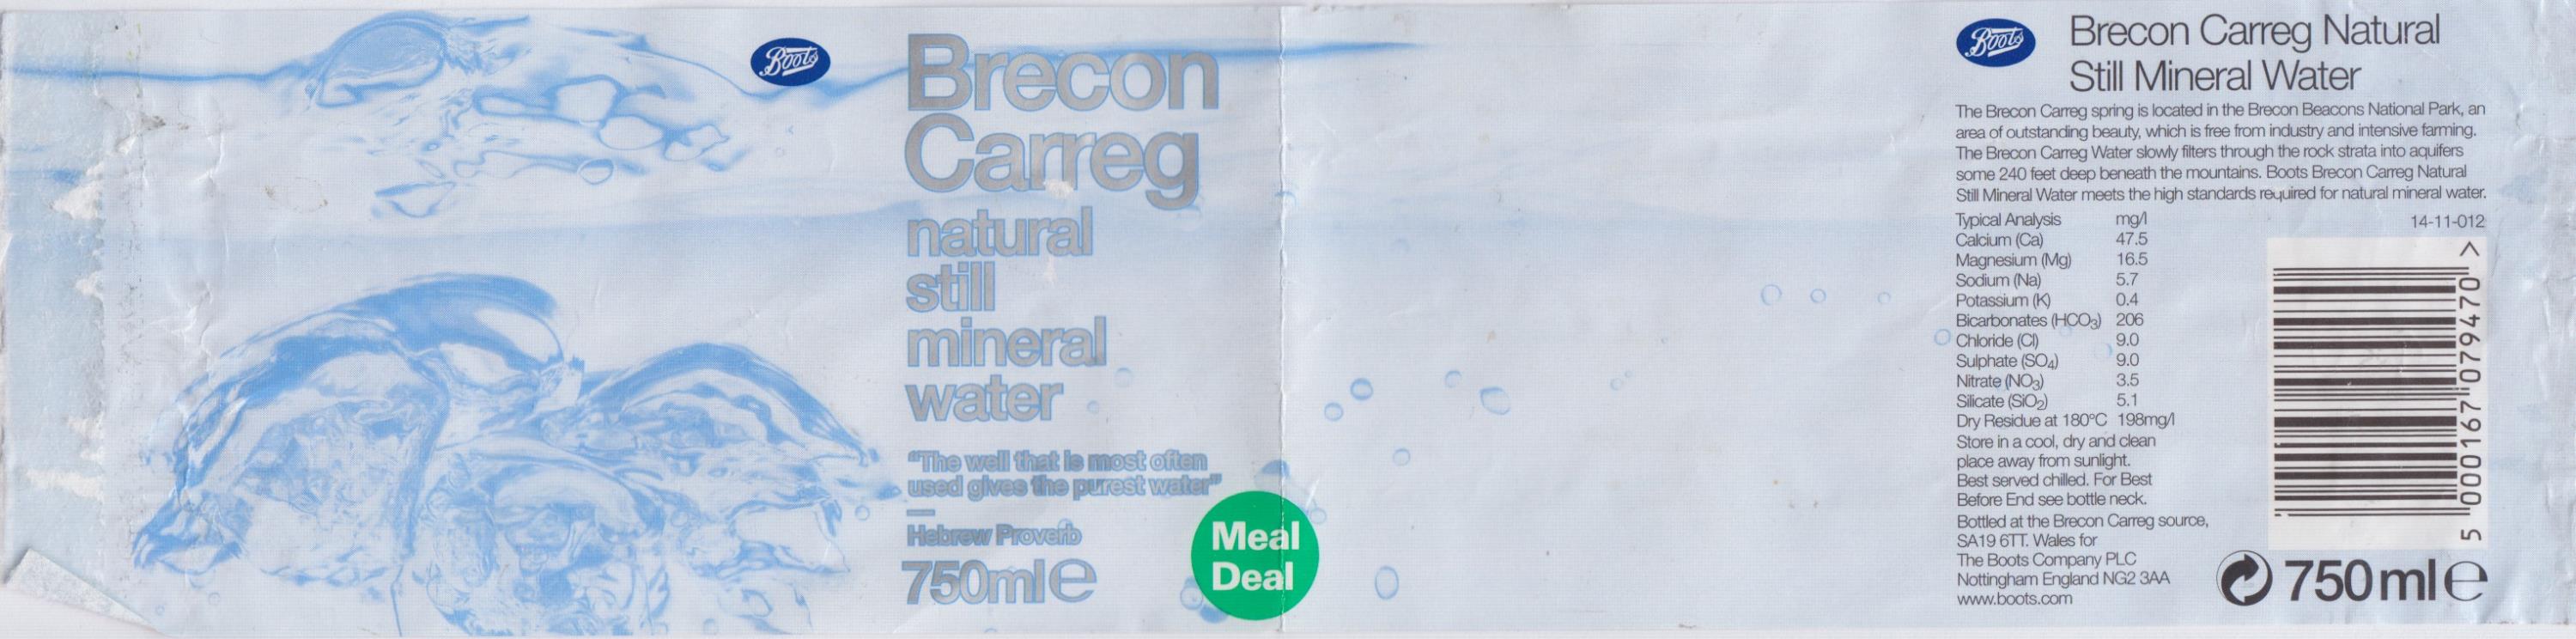 Boots
Brecon
Carreg
natural
still
mineral
water
"The well that is most often
used gives the purest water"
—
Hebrew Proverb
750ml℮
Meal
Deal
Boots
Brecon Carreg Natural
Still Mineral Water
The Brecon Carreg spring is located in the Brecon Beacons National Park, an
area of outstanding beauty, which is free from industry and intensive farming.
The Brecon Carreg Water slowly filters through the rock strata into aquifers
some 240 feet deep beneath the mountains. Boots Brecon Carreg Natural
Still Mineral Water meets the high standards required for natural mineral water.
Typical Analysis mg/l
14-11-012
Calcium (Ca) 47.5
Magnesium (Mg) 16.5
Sodium (Na) 5.7
Potassium (K) 0.4
Bicarbonates (HCO3) 206
Chloride (Cl) 9.0
Sulphate (SO4) 9.0
Nitrate (NO3) 3.5
Silicate (SiO2) 5.1
Dry Residue at 180°C 198mg/l
Store in a cool, dry and clean
place away from sunlight.
Best served chilled. For Best
Before End see bottle neck.
Bottled at the Brecon Carreg source,
SA19 6TT. Wales for
The Boots Company PLC
Nottingham England NG2 3AA
www.boots.com
5 000167 079470 >
750ml℮